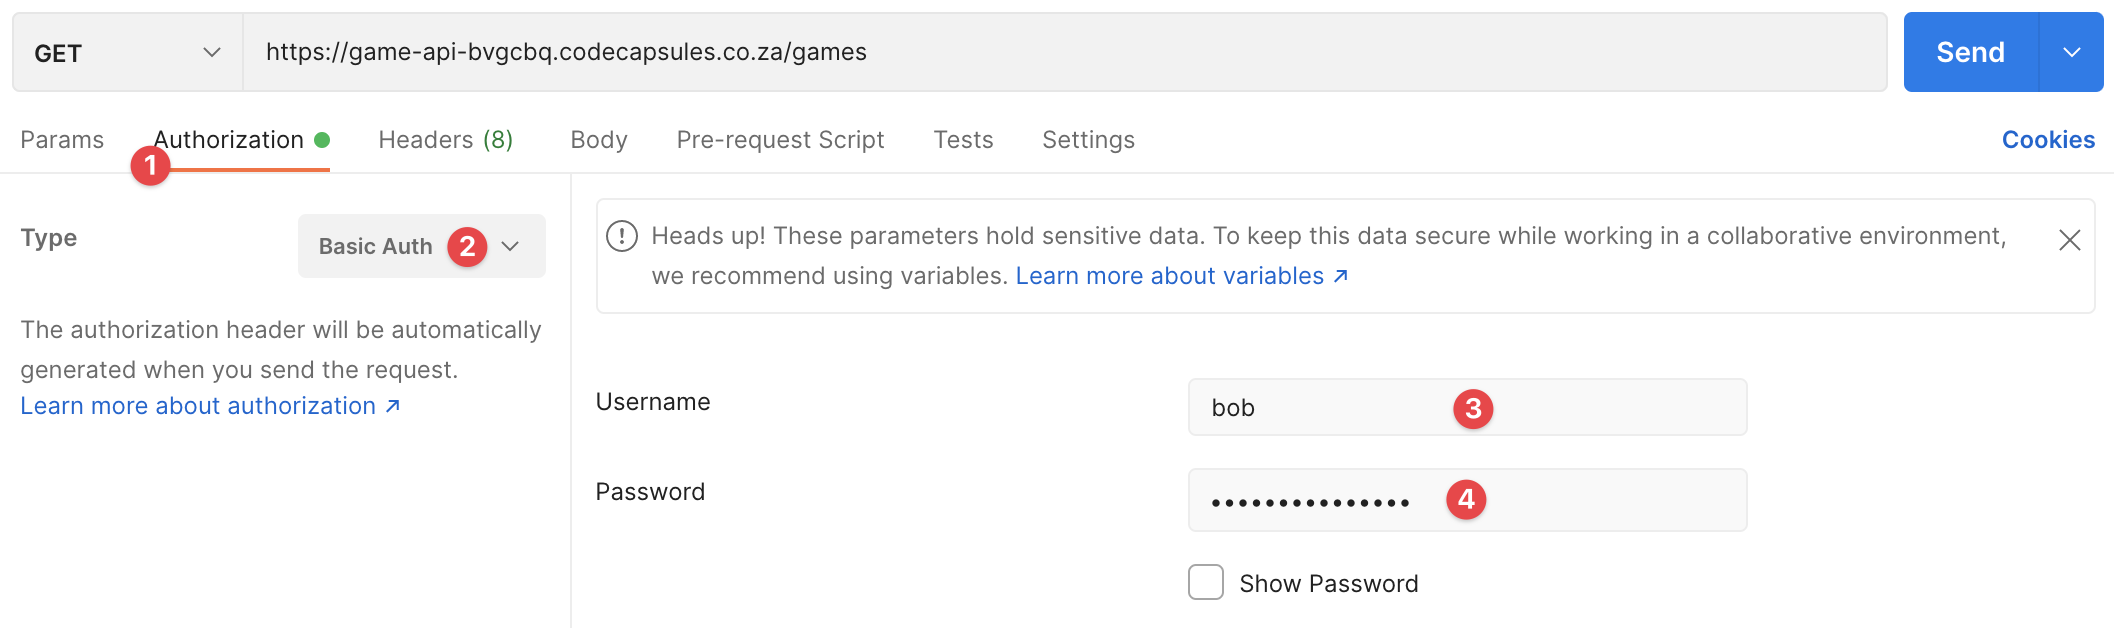 GET
https://game-api-bvgcbq.codecapsules.co.za/games
Send
Params Authorization Headers (8) Body Pre-request Script Tests Settings Cookies
1
Type
Basic Auth 2
The authorization header will be automatically
generated when you send the request.
Learn more about authorization ↗
Heads up! These parameters hold sensitive data. To keep this data secure while working in a collaborative environment,
we recommend using variables. Learn more about variables ↗
Username
bob 3
Password
••••••••••••••• 4
Show Password